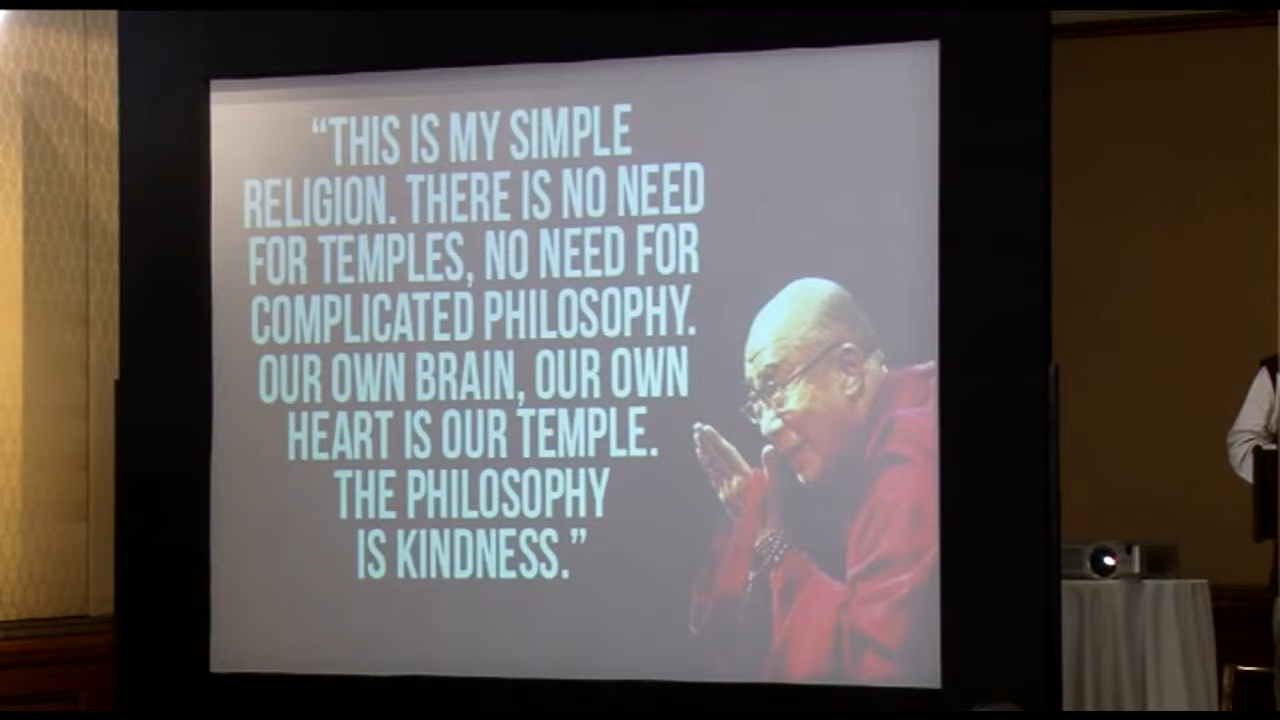 “THIS IS MY SIMPLE
RELIGION. THERE IS NO NEED
FOR TEMPLES, NO NEED FOR
COMPLICATED PHILOSOPHY.
OUR OWN BRAIN, OUR OWN
HEART IS OUR TEMPLE.
THE PHILOSOPHY
IS KINDNESS.”